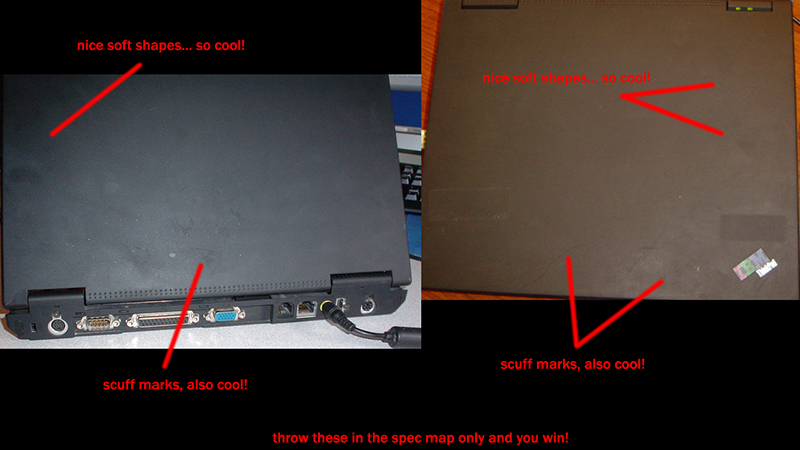 nice soft shapes... so cool!
nice soft shapes... so cool!
scuff marks, also cool!
scuff marks, also cool!
throw these in the spec map only and you win!